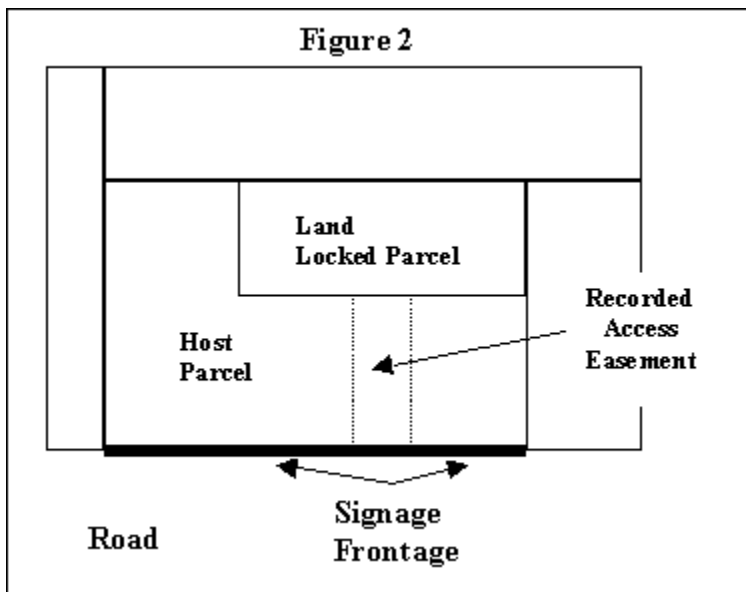 Figure 2
Land
Locked Parcel
Recorded
Access
Easement
Host
Parcel
Signage
Frontage
Road